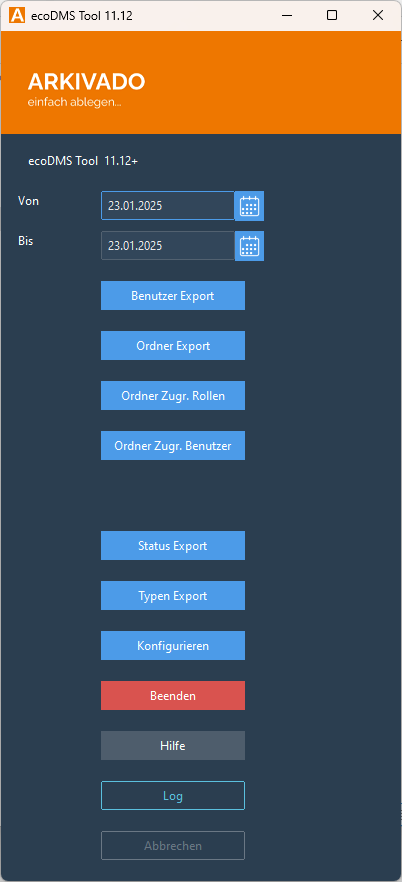 ecoDMS Tool 11.12
ARKIVADO
einfach ablegen...
ecoDMS Tool 11.12+
Von
23.01.2025
Bis
23.01.2025
Benutzer Export
Ordner Export
Ordner Zugr. Rollen
Ordner Zugr. Benutzer
Status Export
Typen Export
Konfigurieren
Beenden
Hilfe
Log
Abbrechen